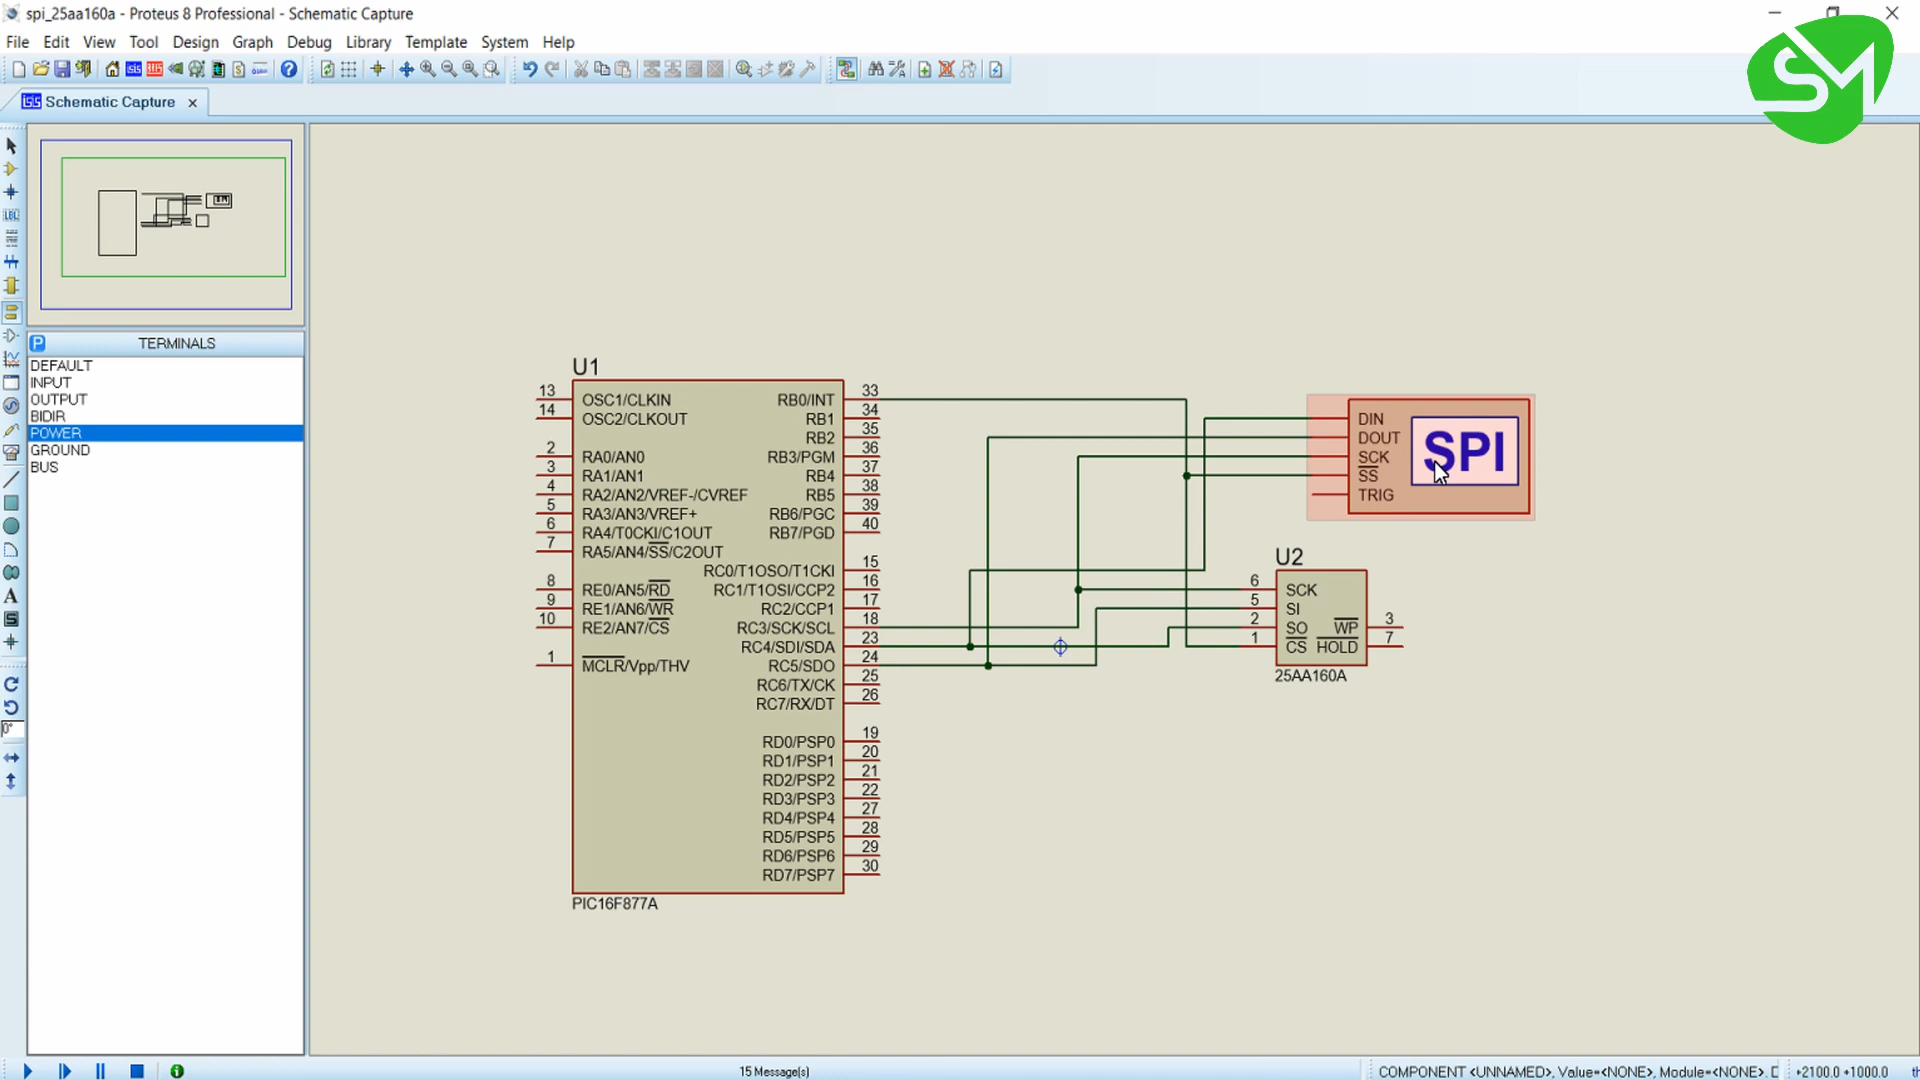 spi_25aa160a - Proteus 8 Professional - Schematic Capture
SM
File Edit View Tool Design Graph Debug Library Template System Help
Schematic Capture
TERMINALS
DEFAULT
INPUT
OUTPUT
BIDIR
POWER
GROUND
BUS
LBL
A
S
0°
U1
13 OSC1/CLKIN
14 OSC2/CLKOUT
2 RA0/AN0
3 RA1/AN1
4 RA2/AN2/VREF-/CVREF
5 RA3/AN3/VREF+
6 RA4/T0CKI/C1OUT
7 RA5/AN4/SS/C2OUT
8 RE0/AN5/RD
9 RE1/AN6/WR
10 RE2/AN7/CS
1 MCLR/Vpp/THV
RB0/INT 33
RB1 34
RB2 35
RB3/PGM 36
RB4 37
RB5 38
RB6/PGC 39
RB7/PGD 40
RC0/T1OSO/T1CKI 15
RC1/T1OSI/CCP2 16
RC2/CCP1 17
RC3/SCK/SCL 18
RC4/SDI/SDA 23
RC5/SDO 24
RC6/TX/CK 25
RC7/RX/DT 26
RD0/PSP0 19
RD1/PSP1 20
RD2/PSP2 21
RD3/PSP3 22
RD4/PSP4 27
RD5/PSP5 28
RD6/PSP6 29
RD7/PSP7 30
PIC16F877A
DIN
DOUT
SCK
SS
TRIG
SPI
U2
6 SCK
5 SI
2 SO WP 3
1 CS HOLD 7
25AA160A
15 Message(s)
COMPONENT <UNNAMED>, Value=<NONE>, Module=<NONE>. +2100.0 +1000.0 th